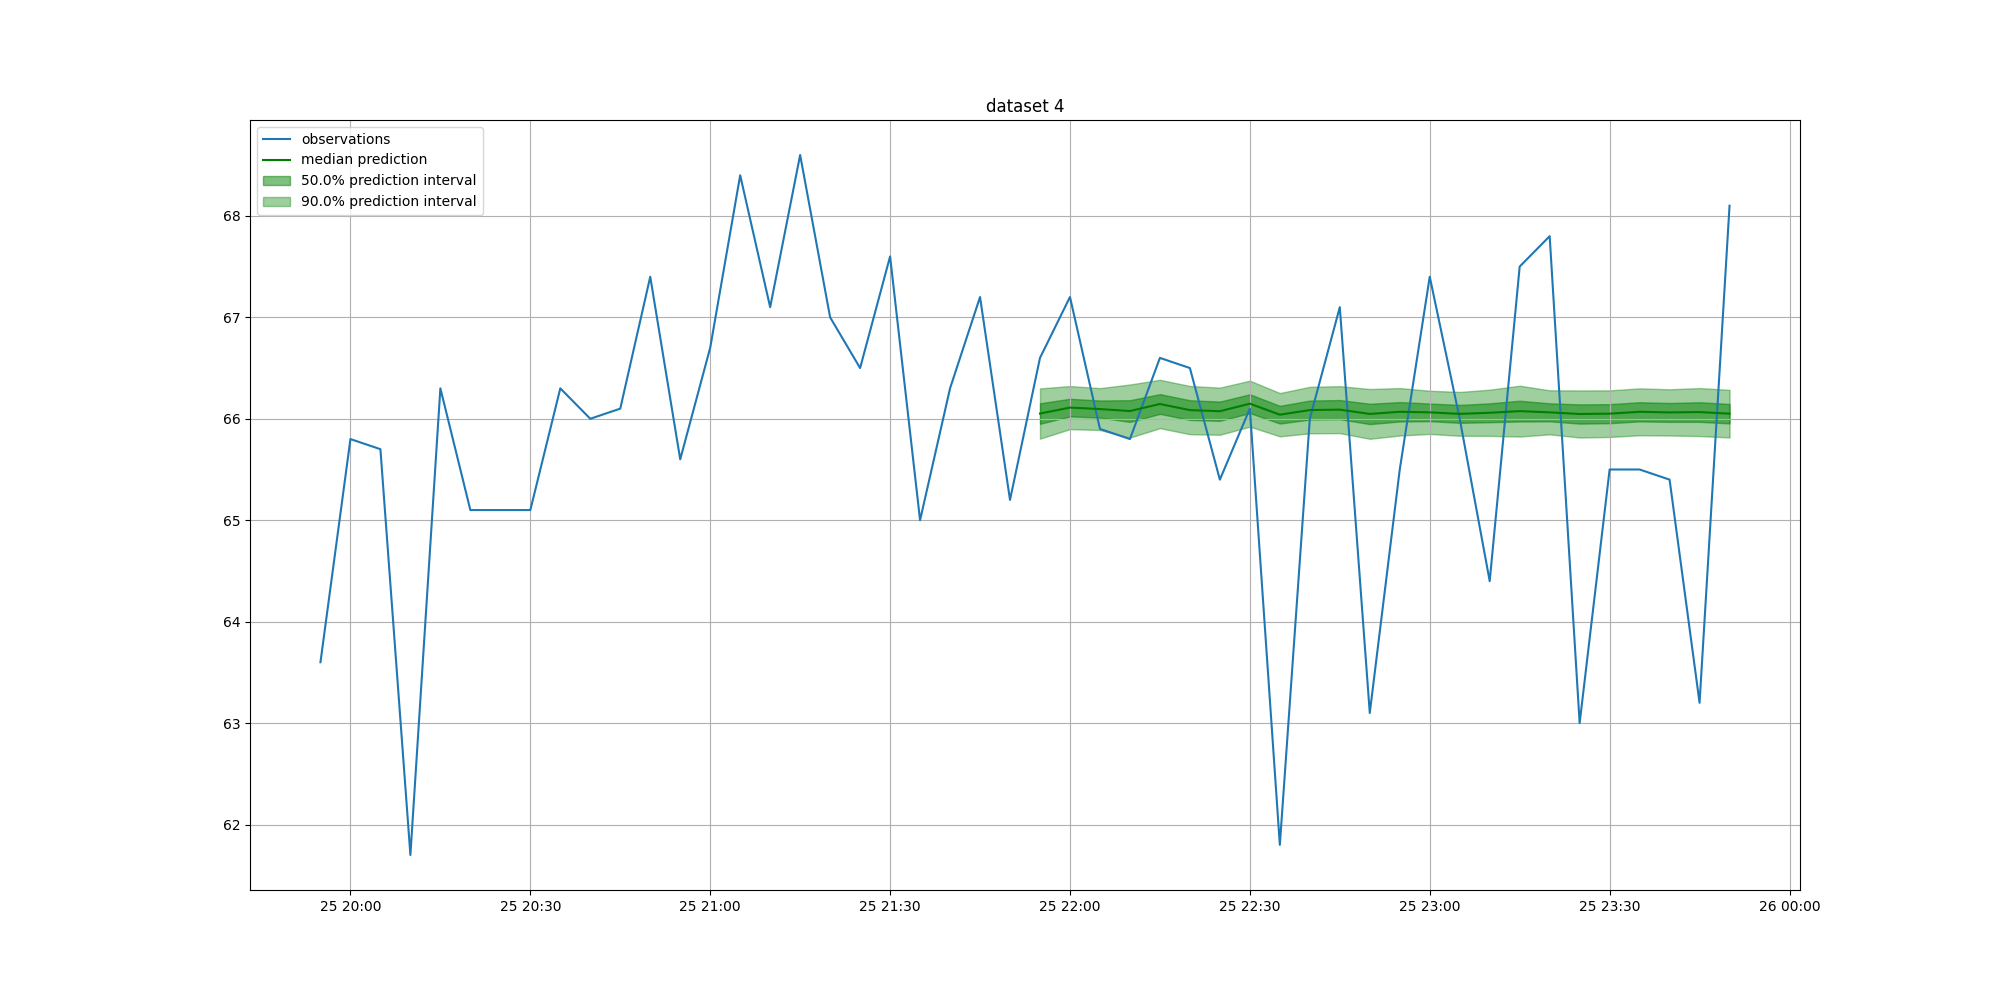 dataset 4
observations
median prediction
50.0% prediction interval
90.0% prediction interval
68
67
66
65
64
63
62
25 20:00 25 20:30 25 21:00 25 21:30 25 22:00 25 22:30 25 23:00 25 23:30 26 00:00